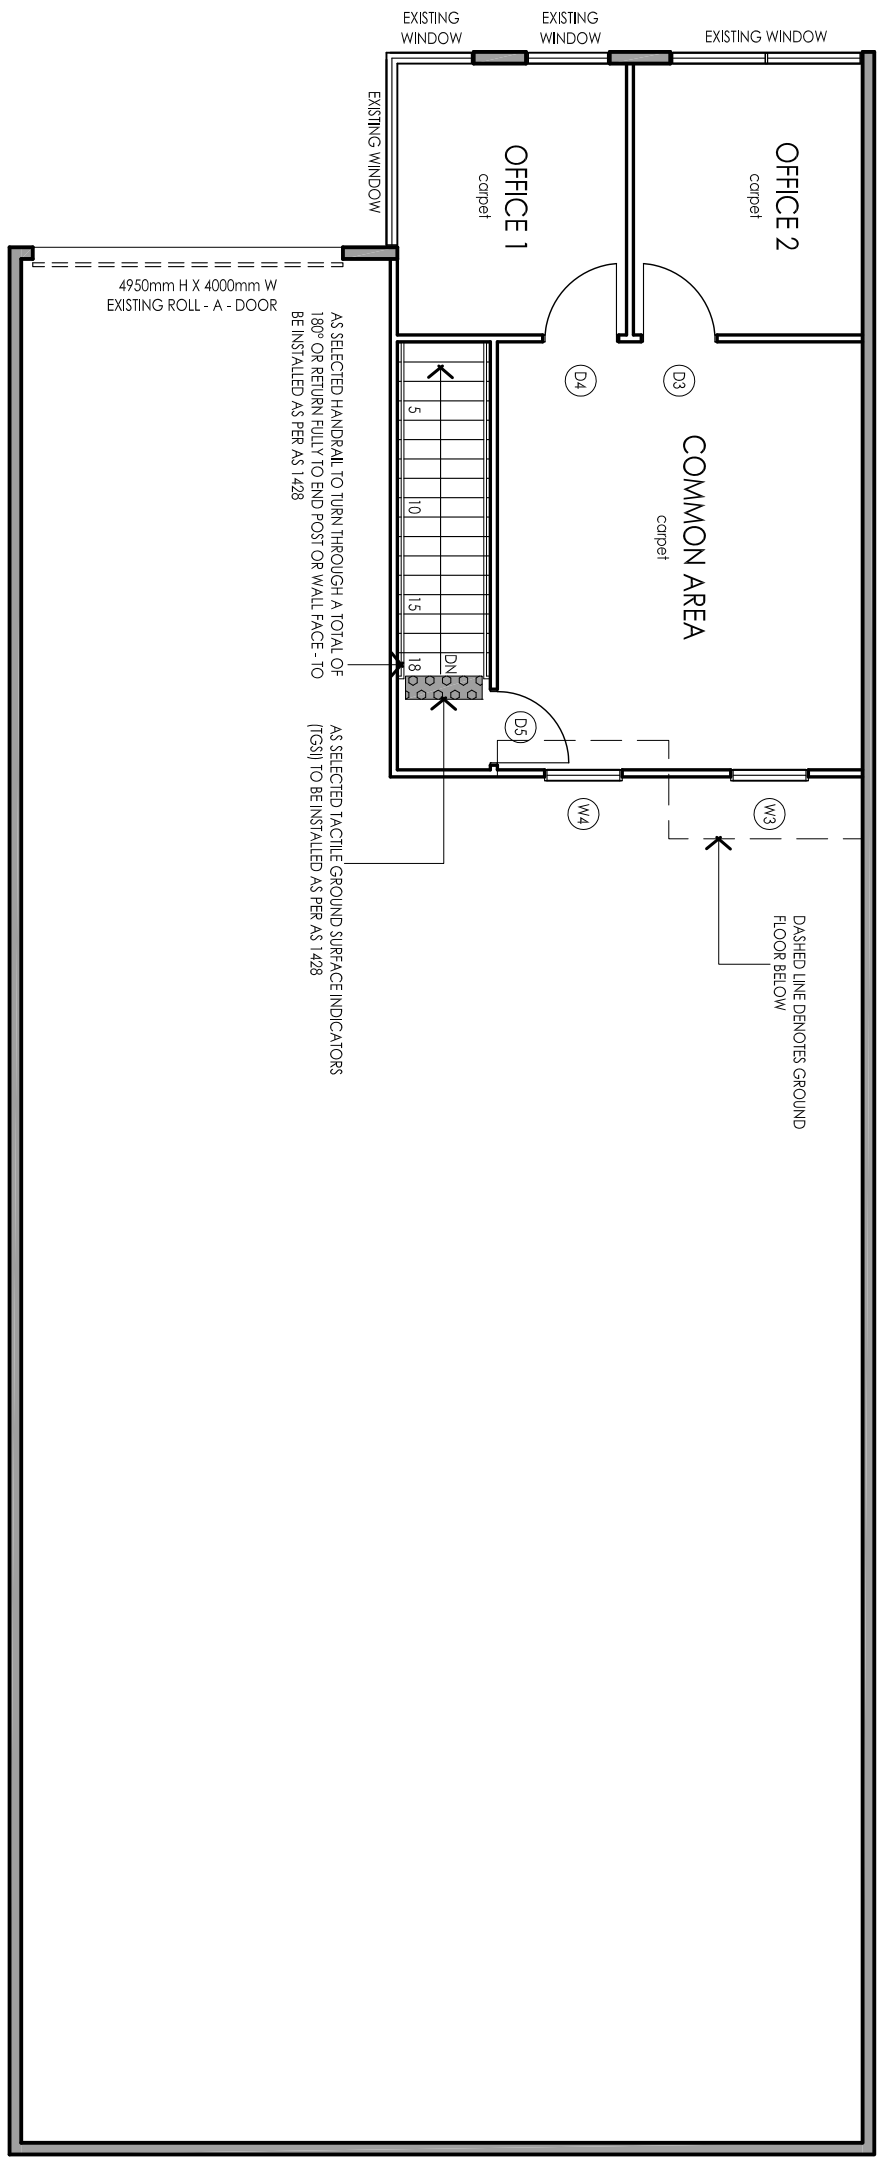 EXISTING
WINDOW
EXISTING
WINDOW
EXISTING WINDOW
EXISTING WINDOW
OFFICE 1
carpet
OFFICE 2
carpet
4950mm H X 4000mm W
EXISTING ROLL - A - DOOR
D4
D3
COMMON AREA
carpet
5
10
15
18
DN
AS SELECTED HANDRAIL TO TURN THROUGH A TOTAL OF
180° OR RETURN FULLY TO END POST OR WALL FACE - TO
BE INSTALLED AS PER AS 1428
D5
W4
W3
AS SELECTED TACTILE GROUND SURFACE INDICATORS
(TGSI) TO BE INSTALLED AS PER AS 1428
DASHED LINE DENOTES GROUND
FLOOR BELOW